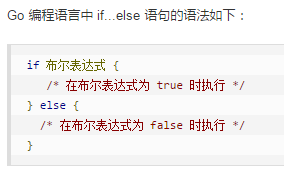 Go 编程语言中 if...else 语句的语法如下：
if 布尔表达式 {
/* 在布尔表达式为 true 时执行 */
} else {
/* 在布尔表达式为 false 时执行 */
}